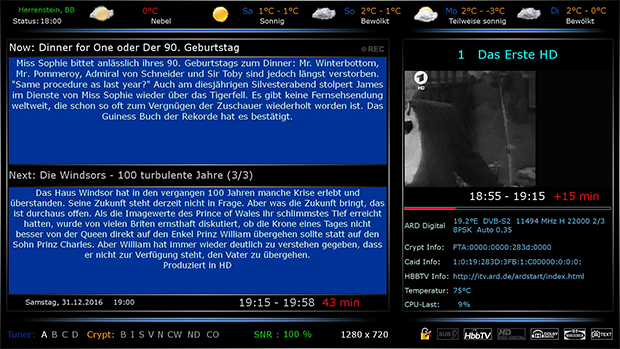 Herrenstein, BB
Status: 18:00
0°C
Nebel
Sa 1°C - 1°C
Sonnig
So 2°C - 1°C
Bewölkt
Mo 2°C - -3°C
Teilweise sonnig
Di 2°C - 0°C
Bewölkt
Now: Dinner for One oder Der 90. Geburtstag
REC
Miss Sophie bittet anlässlich ihres 90. Geburtstags zum Dinner: Mr. Winterbottom,
Mr. Pommeroy, Admiral von Schneider und Sir Toby sind jedoch längst verstorben.
"Same procedure as last year?" Auch am diesjährigen Silvesterabend stolpert James
im Dienste von Miss Sophie wieder über das Tigerfell. Es gibt keine Fernsehsendung
weltweit, die schon so oft zum Vergnügen der Zuschauer wiederholt worden ist. Das
Guiness Buch der Rekorde hat es bestätigt.
Next: Die Windsors - 100 turbulente Jahre (3/3)
Das Haus Windsor hat in den vergangen 100 Jahren manche Krise erlebt und
überstanden. Seine Zukunft steht derzeit nicht in Frage. Aber was die Zukunft bringt, das
ist durchaus offen. Als die Imagewerte des Prince of Wales ihr schlimmstes Tief erreicht
hatten, wurde von vielen Briten ernsthaft diskutiert, ob die Krone eines Tages nicht
besser von der Queen direkt auf den Enkel Prinz William übergehen sollte statt auf den
Sohn Prinz Charles. Aber William hat immer wieder deutlich zu verstehen gegeben, dass
er nicht zur Verfügung steht, den Vater zu übergehen.
Produziert in HD
Samstag, 31.12.2016 19:00
19:15 - 19:58 43 min
1 Das Erste HD
HD
18:55 - 19:15 +15 min
ARD Digital
19.2°E DVB-S2 11494 MHz H 22000 2/3
8PSK Auto 0.35
Crypt Info: FTA:0000:0000:283d:0000
Caid Info: 1:0:19:283D:3FB:1:C00000:0:0:0:
HBBTV Info: http://itv.ard.de/ardstart/index.html
Temperatur: 75°C
CPU-Last: 9%
Tuner: A B C D Crypt: B I S V N CW ND CO SNR : 100 % 1280 x 720
SUB
HbbTV
HD
DOLBY
TEXT